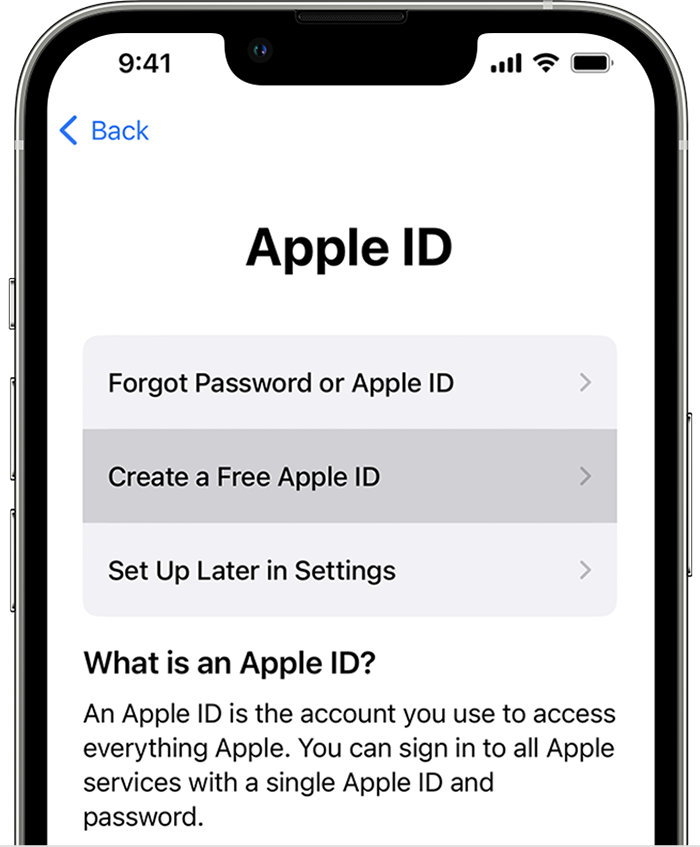 9:41
Back
Apple ID
Forgot Password or Apple ID
Create a Free Apple ID
Set Up Later in Settings
What is an Apple ID?
An Apple ID is the account you use to access
everything Apple. You can sign in to all Apple
services with a single Apple ID and
password.